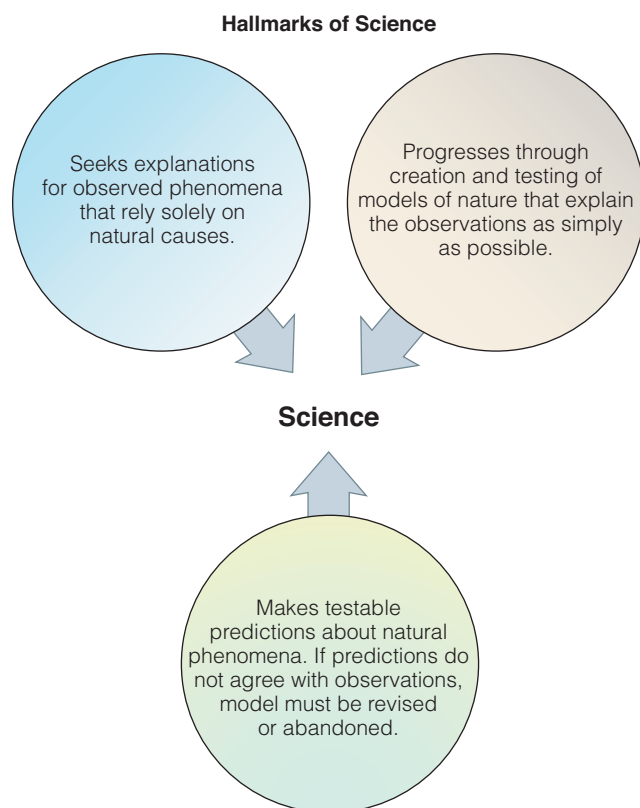 Hallmarks of Science
Seeks explanations
for observed phenomena
that rely solely on
natural causes.
Progresses through
creation and testing of
models of nature that explain
the observations as simply
as possible.
Science
Makes testable
predictions about natural
phenomena. If predictions do
not agree with observations,
model must be revised
or abandoned.